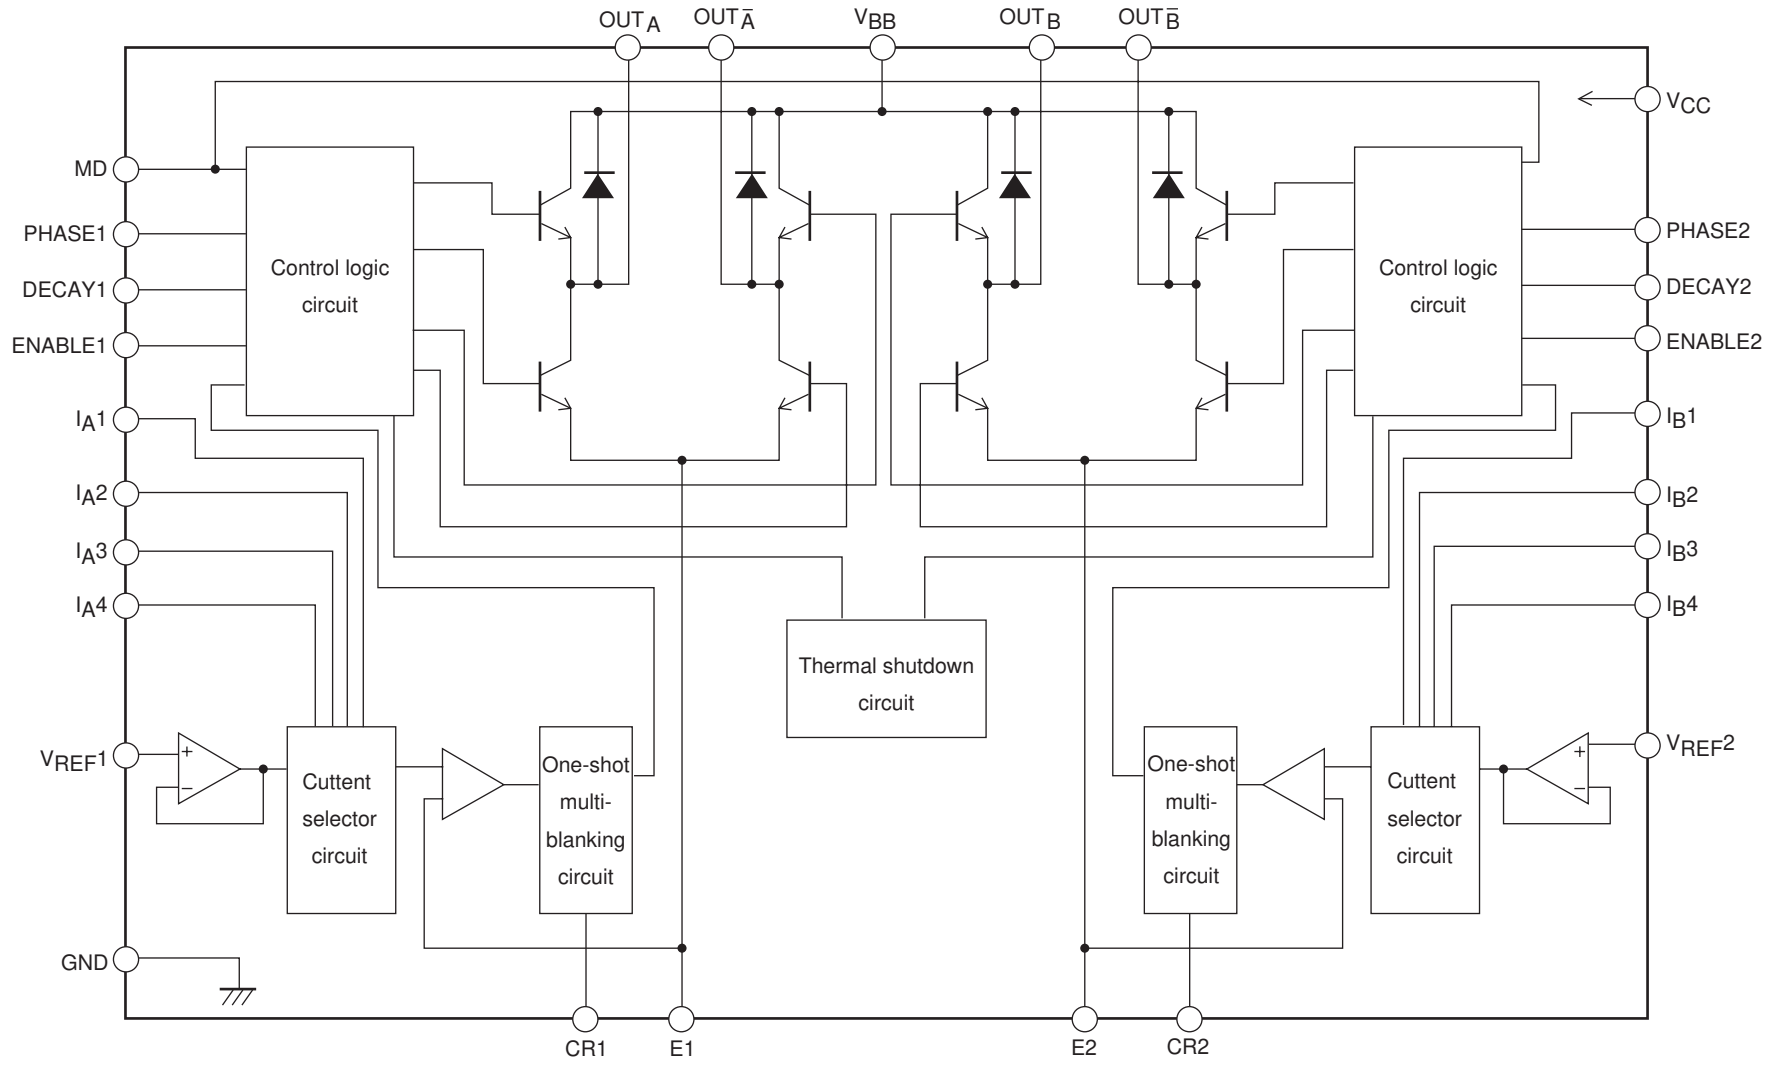 OUTA
OUTA̅
VBB
OUTB
OUTB̅
VCC
MD
PHASE1
DECAY1
ENABLE1
IA1
IA2
IA3
IA4
VREF1
GND
Control logic
circuit
Control logic
circuit
PHASE2
DECAY2
ENABLE2
IB1
IB2
IB3
IB4
VREF2
Thermal shutdown
circuit
+
−
Cuttent
selector
circuit
One-shot
multi-
blanking
circuit
One-shot
multi-
blanking
circuit
Cuttent
selector
circuit
+
−
CR1
E1
E2
CR2